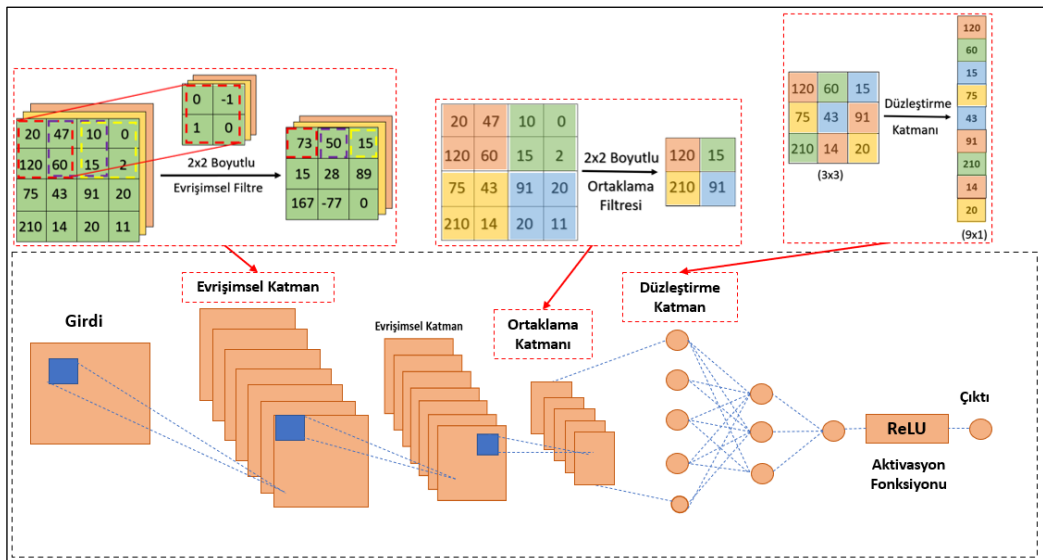 0 -1
1 0
20 47 10 0
120 60 15 2
75 43 91 20
210 14 20 11
2x2 Boyutlu
Evrişimsel Filtre
73 50 15
15 28 89
167 -77 0
20 47 10 0
120 60 15 2
75 43 91 20
210 14 20 11
2x2 Boyutlu
Ortaklama
Filtresi
120 15
210 91
120 60 15
75 43 91
210 14 20
(3x3)
Düzleştirme
Katmanı
120
60
15
75
43
91
210
14
20
(9x1)
Girdi
Evrişimsel Katman
Evrişimsel Katman
Ortaklama
Katmanı
Düzleştirme
Katman
ReLU
Aktivasyon
Fonksiyonu
Çıktı